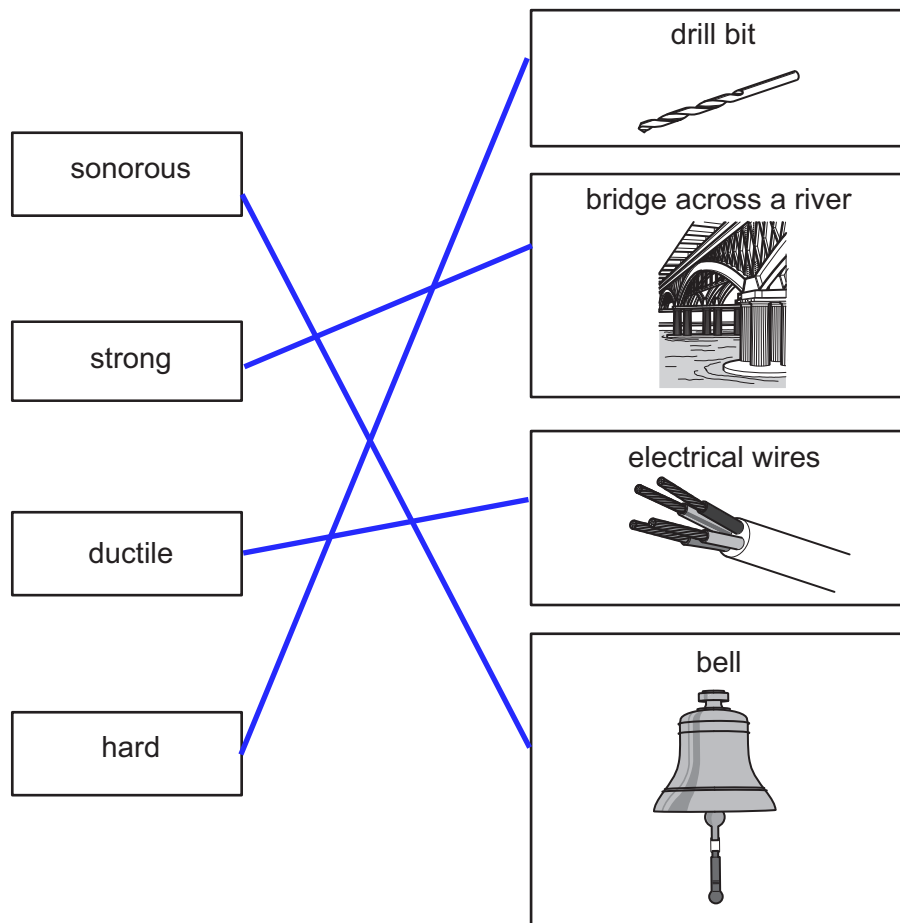 sonorous
strong
ductile
hard
drill bit
bridge across a river
electrical wires
bell